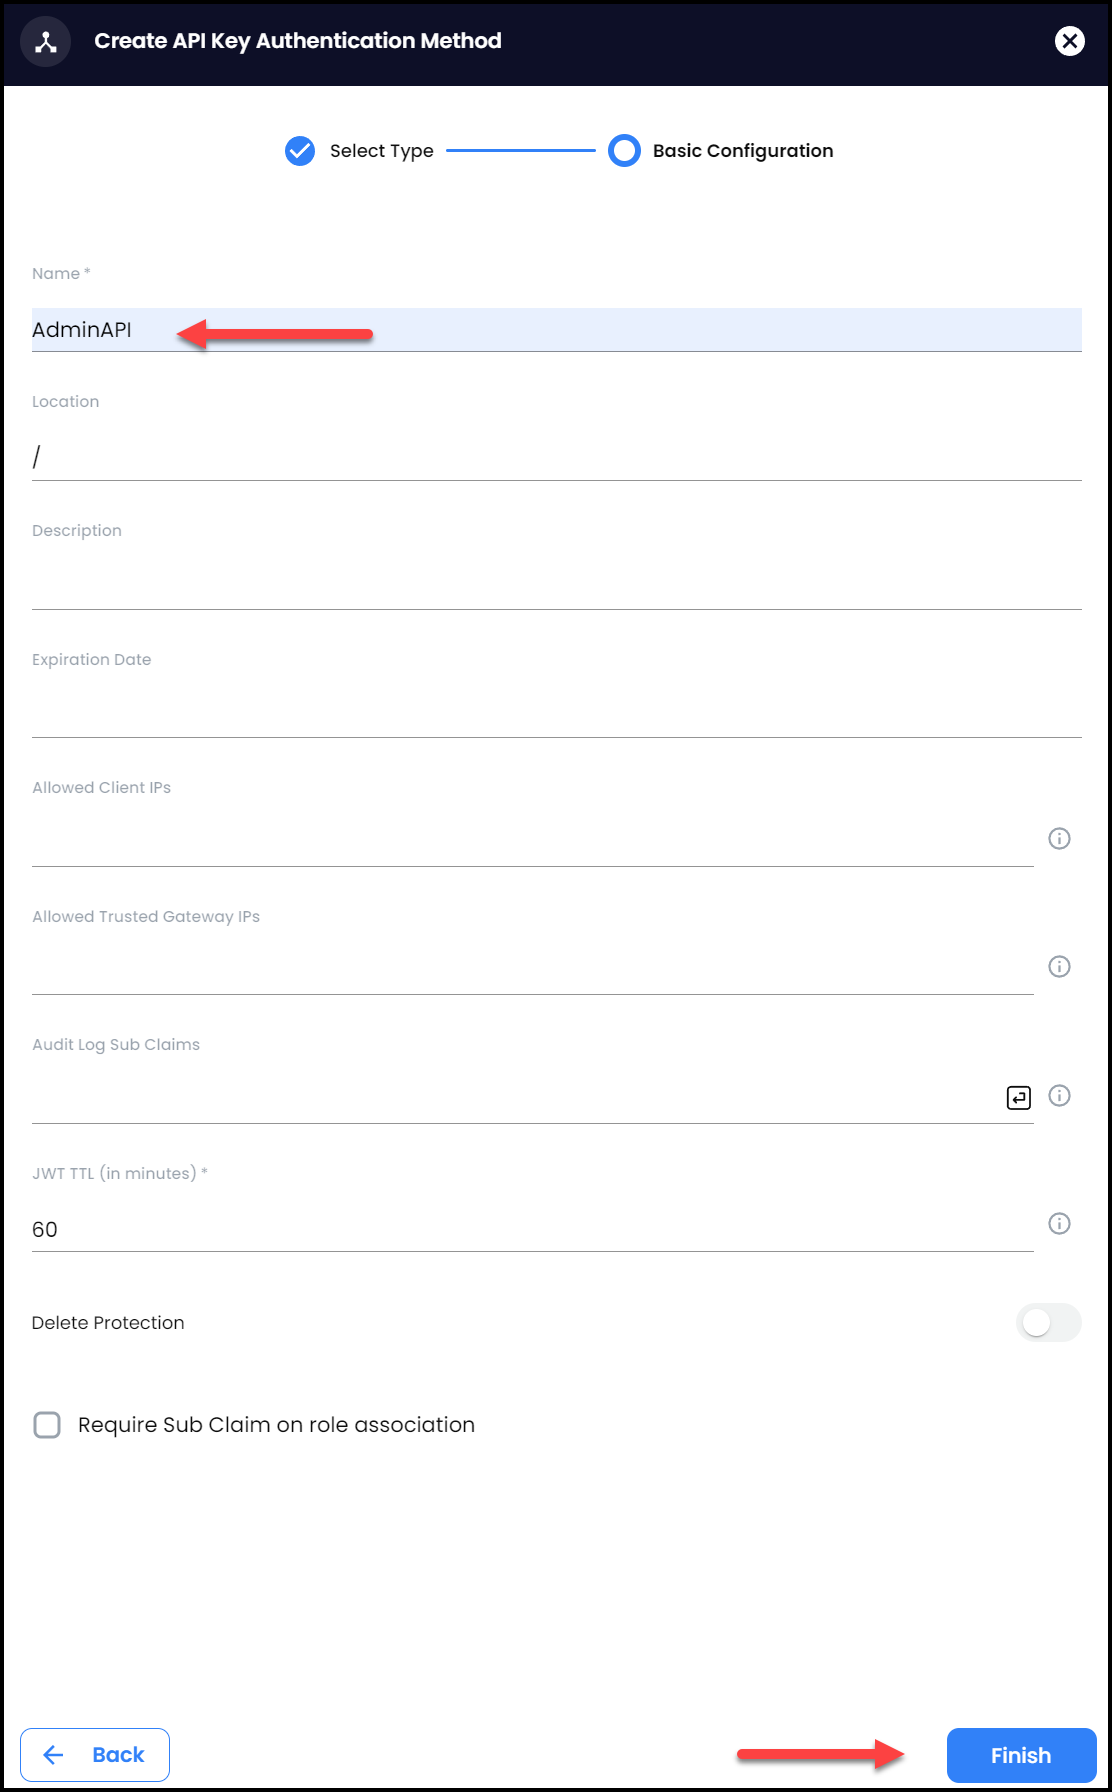 Create API Key Authentication Method
Select Type
Basic Configuration
Name *
AdminAPI
Location
/
Description
Expiration Date
Allowed Client IPs
Allowed Trusted Gateway IPs
Audit Log Sub Claims
JWT TTL (in minutes) *
60
Delete Protection
Require Sub Claim on role association
Back
Finish